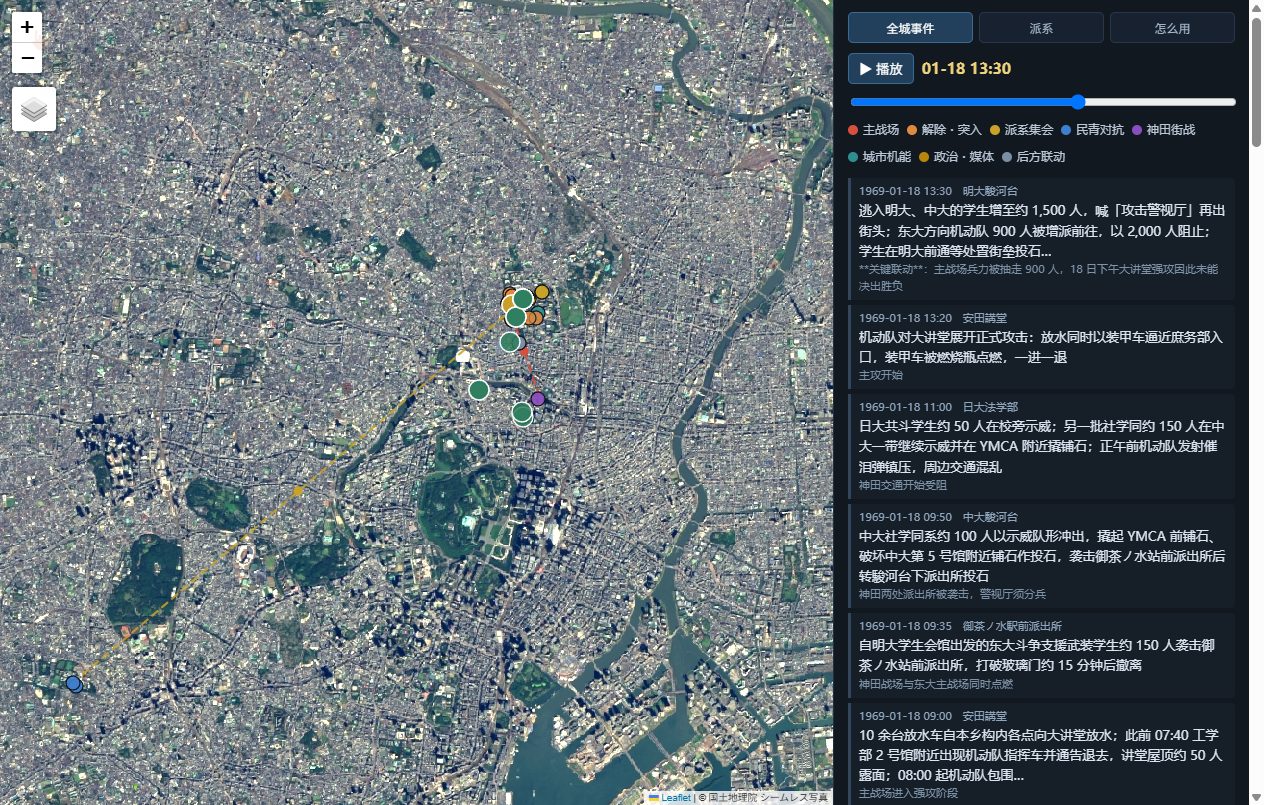 +
−
全城事件
派系
怎么用
▶ 播放
01-18 13:30
主战场
解除・突入
派系集会
民青对抗
神田街战
城市机能
政治・媒体
后方联动
1969-01-18 13:30 明大駿河台
逃入明大、中大的学生增至约 1,500 人，喊「攻击警视厅」再出
街头；东大方向机动队 900 人被增派前往，以 2,000 人阻止；
学生在明大前通等处置街垒投石...
**关键联动**：主战场兵力被抽走 900 人，18 日下午大讲堂强攻因此未能
决出胜负
1969-01-18 13:20 安田講堂
机动队对大讲堂展开正式攻击：放水同时以装甲车逼近庶务部入
口，装甲车被燃烧瓶点燃，一进一退
主攻开始
1969-01-18 11:00 日大法学部
日大共斗学生约 50 人在校旁示威；另一批社学同约 150 人在中
大一带继续示威并在 YMCA 附近撬铺石；正午前机动队发射催
泪弹镇压，周边交通混乱
神田交通开始受阻
1969-01-18 09:50 中大駿河台
中大社学同系约 100 人以示威队形冲出，撬起 YMCA 前铺石、
破坏中大第 5 号馆附近铺石作投石，袭击御茶ノ水站前派出所后
转駿河台下派出所投石
神田两处派出所被袭击，警视厅须分兵
1969-01-18 09:35 御茶ノ水駅前派出所
自明大学生会馆出发的东大斗争支援武装学生约 150 人袭击御
茶ノ水站前派出所，打破玻璃门约 15 分钟后撤离
神田战场与东大主战场同时点燃
1969-01-18 09:00 安田講堂
10 余台放水车自本乡构内各点向大讲堂放水；此前 07:40 工学
部 2 号馆附近出现机动队指挥车并通告退去，讲堂屋顶约 50 人
露面；08:00 起机动队包围...
主战场进入强攻阶段
Leaflet | © 国土地理院 シームレス写真